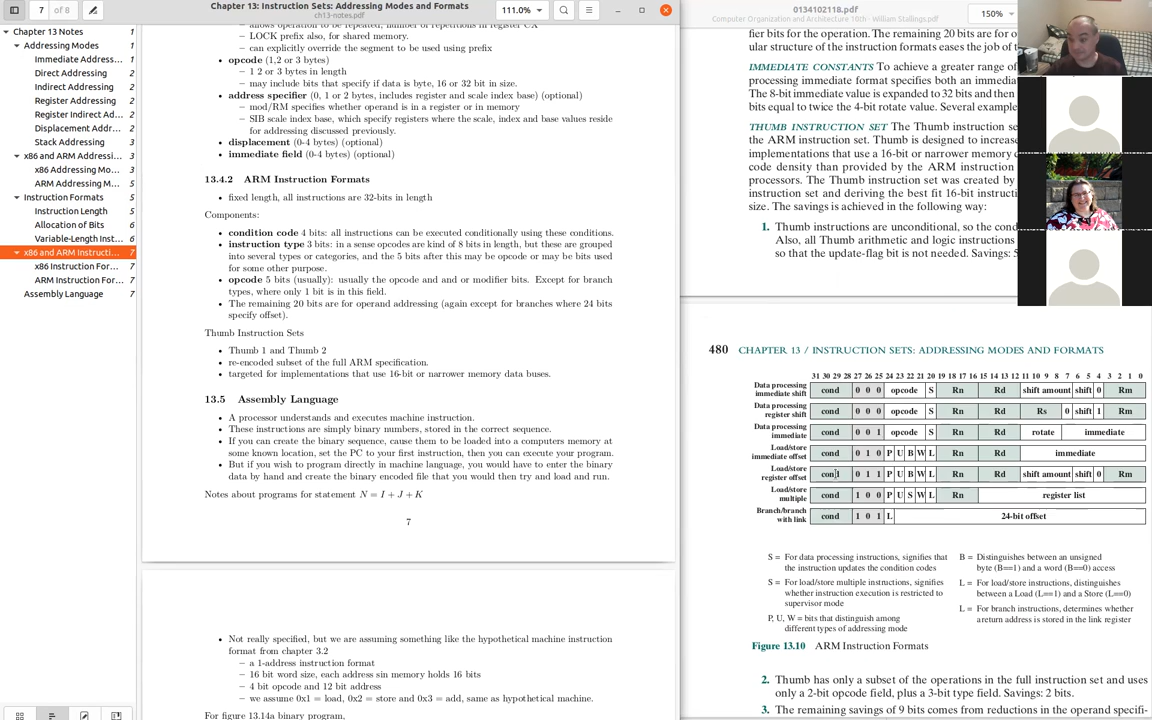 7 of 8
Chapter 13: Instruction Sets: Addressing Modes and Formats
ch13-notes.pdf
111.0%
0134102118.pdf
Computer Organization and Architecture 10th - William Stallings.pdf
150%
Chapter 13 Notes 1
Addressing Modes 1
Immediate Address... 1
Direct Addressing 2
Indirect Addressing 2
Register Addressing 2
Register Indirect Ad... 2
Displacement Addr... 2
Stack Addressing 3
x86 and ARM Addressi... 3
x86 Addressing Mo... 3
ARM Addressing M... 5
Instruction Formats 5
Instruction Length 5
Allocation of Bits 6
Variable-Length Inst... 6
x86 and ARM Instructi... 7
x86 Instruction For... 7
ARM Instruction For... 7
Assembly Language 7
– allows operation to be repeated, number of repetitions in register CX
– LOCK prefix also, for shared memory.
– can explicitly override the segment to be used using prefix
• opcode (1,2 or 3 bytes)
– 1 2 or 3 bytes in length
– may include bits that specify if data is byte, 16 or 32 bit in size.
• address specifier (0, 1 or 2 bytes, includes register and scale index base) (optional)
– mod/RM specifies whether operand is in a register or in memory
– SIB scale index base, which specify registers where the scale, index and base values reside
for addressing discussed previously.
• displacement (0-4 bytes) (optional)
• immediate field (0-4 bytes) (optional)
13.4.2 ARM Instruction Formats
• fixed length, all instructions are 32-bits in length
Components:
• condition code 4 bits: all instructions can be executed conditionally using these conditions.
• instruction type 3 bits: in a sense opcodes are kind of 8 bits in length, but these are grouped
into several types or categories, and the 5 bits after this may be opcode or may be bits used
for some other purpose.
• opcode 5 bits (usually): usually the opcode and and or modifier bits. Except for branch
types, where only 1 bit is in this field.
• The remaining 20 bits are for operand addressing (again except for branches where 24 bits
specify offset).
Thumb Instruction Sets
• Thumb 1 and Thumb 2
• re-encoded subset of the full ARM specification.
• targeted for implementations that use 16-bit or narrower memory data buses.
13.5 Assembly Language
• A processor understands and executes machine instruction.
• These instructions are simply binary numbers, stored in the correct sequence.
• If you can create the binary sequence, cause them to be loaded into a computers memory at
some known location, set the PC to your first instruction, then you can execute your program.
• But if you wish to program directly in machine language, you would have to enter the binary
data by hand and create the binary encoded file that you would then try and load and run.
Notes about programs for statement N = I + J + K
7
• Not really specified, but we are assuming something like the hypothetical machine instruction
format from chapter 3.2
– a 1-address instruction format
– 16 bit word size, each address sin memory holds 16 bits
– 4 bit opcode and 12 bit address
– we assume 0x1 = load, 0x2 = store and 0x3 = add, same as hypothetical machine.
For figure 13.14a binary program,
fier bits for the operation. The remaining 20 bits are for o
ular structure of the instruction formats eases the job of t
IMMEDIATE CONSTANTS To achieve a greater range of
processing immediate format specifies both an immedia
The 8-bit immediate value is expanded to 32 bits and then
bits equal to twice the 4-bit rotate value. Several example
THUMB INSTRUCTION SET The Thumb instruction se
the ARM instruction set. Thumb is designed to increase
implementations that use a 16-bit or narrower memory
code density than provided by the ARM instruction
processors. The Thumb instruction set was created by
instruction set and deriving the best fit 16-bit instructi
size. The savings is achieved in the following way:
1. Thumb instructions are unconditional, so the cond
Also, all Thumb arithmetic and logic instructions
so that the update-flag bit is not needed. Savings: 5
480 CHAPTER 13 / INSTRUCTION SETS: ADDRESSING MODES AND FORMATS
31 30 29 28 27 26 25 24 23 22 21 20 19 18 17 16 15 14 13 12 11 10 9 8 7 6 5 4 3 2 1 0
Data processing immediate shift cond 0 0 0 opcode S Rn Rd shift amount shift 0 Rm
Data processing register shift cond 0 0 0 opcode S Rn Rd Rs 0 shift 1 Rm
Data processing immediate cond 0 0 1 opcode S Rn Rd rotate immediate
Load/store immediate offset cond 0 1 0 P U B W L Rn Rd immediate
Load/store register offset cond 0 1 1 P U B W L Rn Rd shift amount shift 0 Rm
Load/store multiple cond 1 0 0 P U S W L Rn register list
Branch/branch with link cond 1 0 1 L 24-bit offset
S = For data processing instructions, signifies that
the instruction updates the condition codes
S = For load/store multiple instructions, signifies
whether instruction execution is restricted to
supervisor mode
P, U, W = bits that distinguish among
different types of addressing mode
B = Distinguishes between an unsigned
byte (B==1) and a word (B==0) access
L = For load/store instructions, distinguishes
between a Load (L==1) and a Store (L==0)
L = For branch instructions, determines whether
a return address is stored in the link register
Figure 13.10 ARM Instruction Formats
2. Thumb has only a subset of the operations in the full instruction set and uses
only a 2-bit opcode field, plus a 3-bit type field. Savings: 2 bits.
3. The remaining savings of 9 bits comes from reductions in the operand specifi-